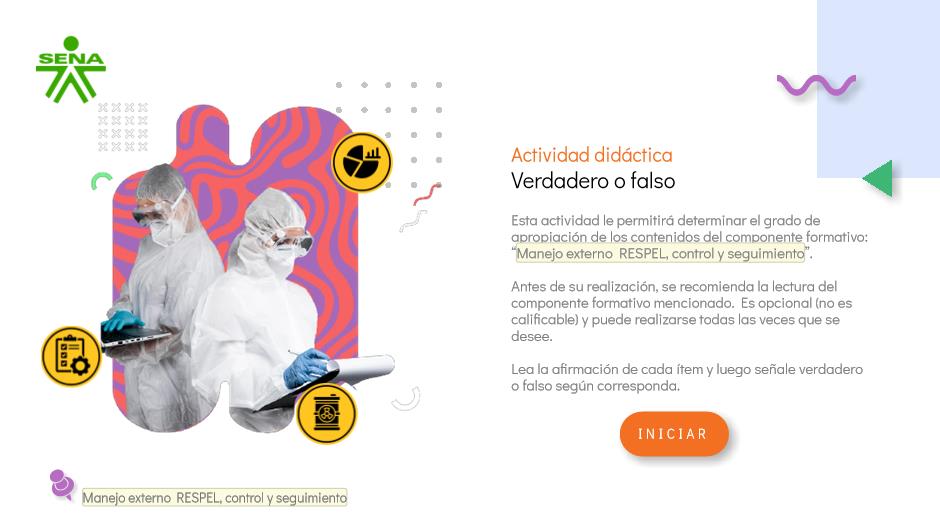 SENA
Actividad didáctica
Verdadero o falso
Esta actividad le permitirá determinar el grado de
apropiación de los contenidos del componente formativo:
“Manejo externo RESPEL, control y seguimiento”.
Antes de su realización, se recomienda la lectura del
componente formativo mencionado. Es opcional (no es
calificable) y puede realizarse todas las veces que se
desee.
Lea la afirmación de cada ítem y luego señale verdadero
o falso según corresponda.
INICIAR
Manejo externo RESPEL, control y seguimiento